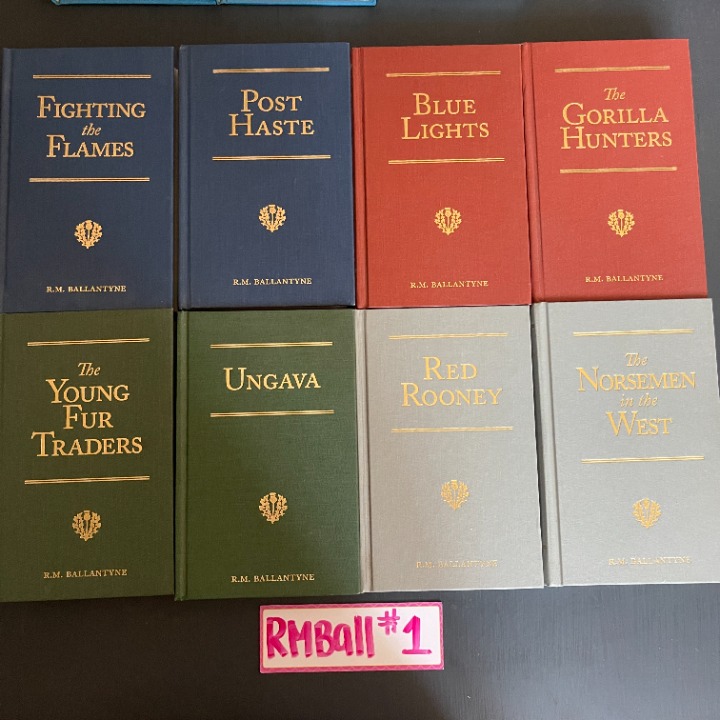 FIGHTING
the
FLAMES
R.M. BALLANTYNE
POST
HASTE
R.M. BALLANTYNE
BLUE
LIGHTS
R.M. BALLANTYNE
The
GORILLA
HUNTERS
R.M. BALLANTYNE
The
YOUNG
FUR
TRADERS
R.M. BALLANTYNE
UNGAVA
R.M. BALLANTYNE
RED
ROONEY
R.M. BALLANTYNE
The
NORSEMEN
in the
WEST
R.M. BALLANTYNE
RMBall #1